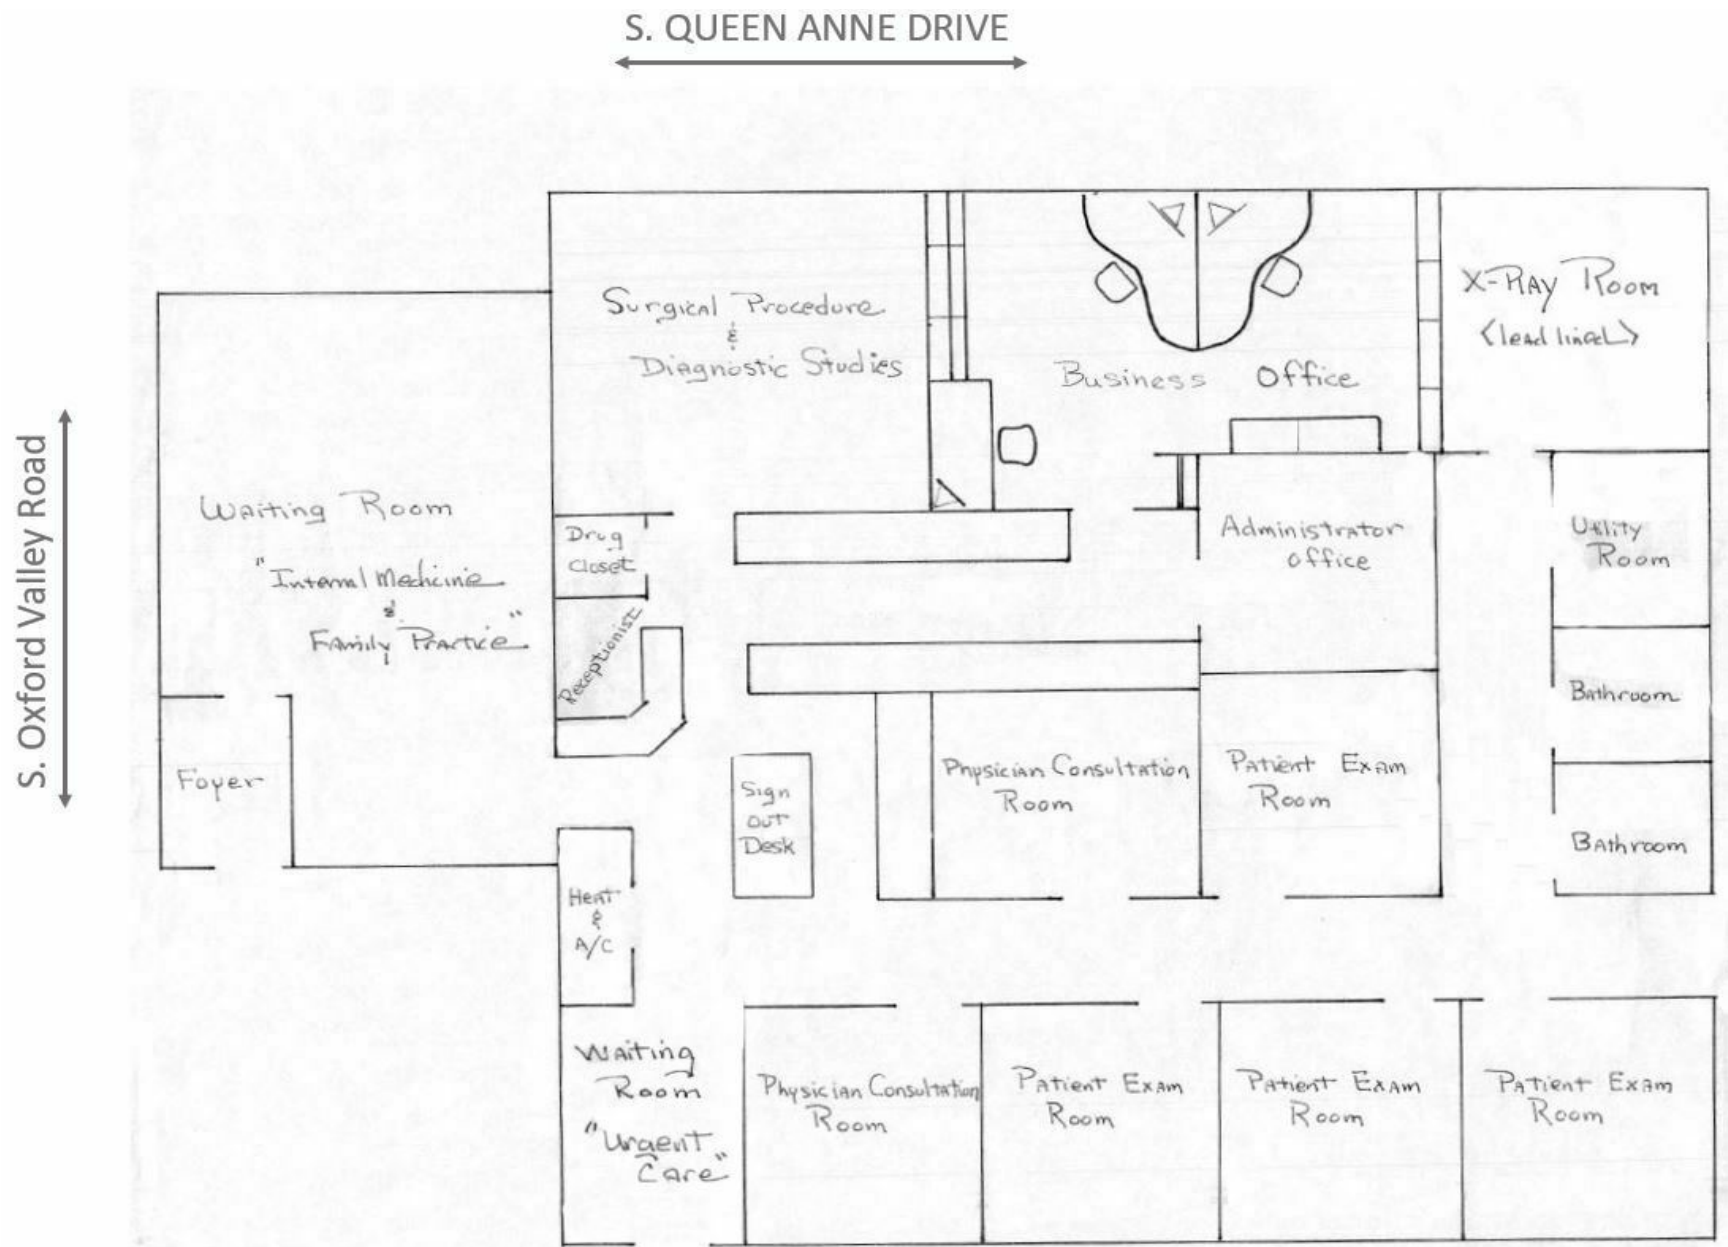 S. QUEEN ANNE DRIVE
S. Oxford Valley Road
Surgical Procedure
&
Diagnostic Studies
Business Office
X-Ray Room
<lead lined>
Waiting Room
"Internal Medicine
&
Family Practice"
Drug
Closet
Receptionist
Administrator
Office
Utility
Room
Foyer
Sign
Out
Desk
Physician Consultation
Room
Patient Exam
Room
Bathroom
Bathroom
Heat
&
A/C
Waiting
Room
"Urgent
Care"
Physician Consultation
Room
Patient Exam
Room
Patient Exam
Room
Patient Exam
Room